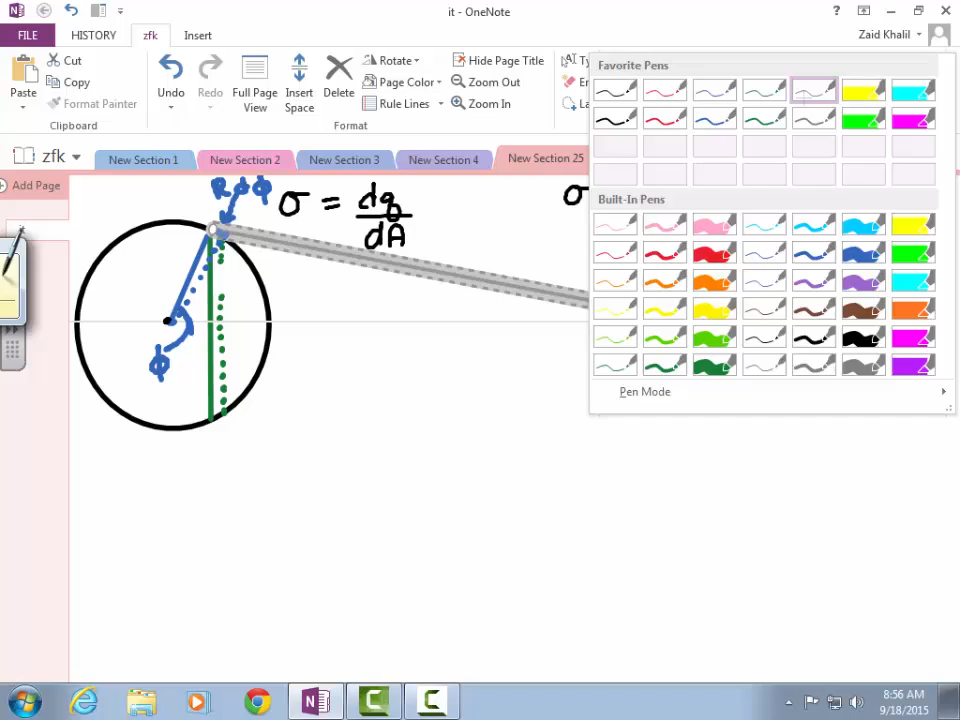 it - OneNote
FILE HISTORY zfk Insert Zaid Khalil
Cut
Copy
Format Painter
Paste
Clipboard
Undo Redo Full Page View Insert Space Delete
Rotate
Page Color
Rule Lines
Hide Page Title
Zoom Out
Zoom In
Format
Favorite Pens
Built-In Pens
Pen Mode
zfk New Section 1 New Section 2 New Section 3 New Section 4 New Section 25
Add Page
σ = dq/dA
σ
ϕ
8:56 AM
9/18/2015